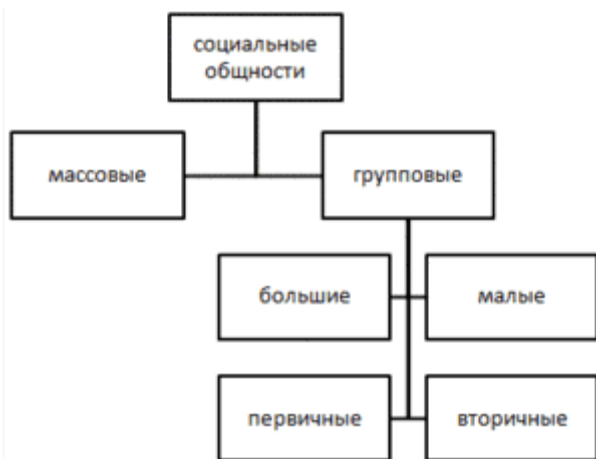 социальные
общности
массовые
групповые
большие
малые
первичные
вторичные